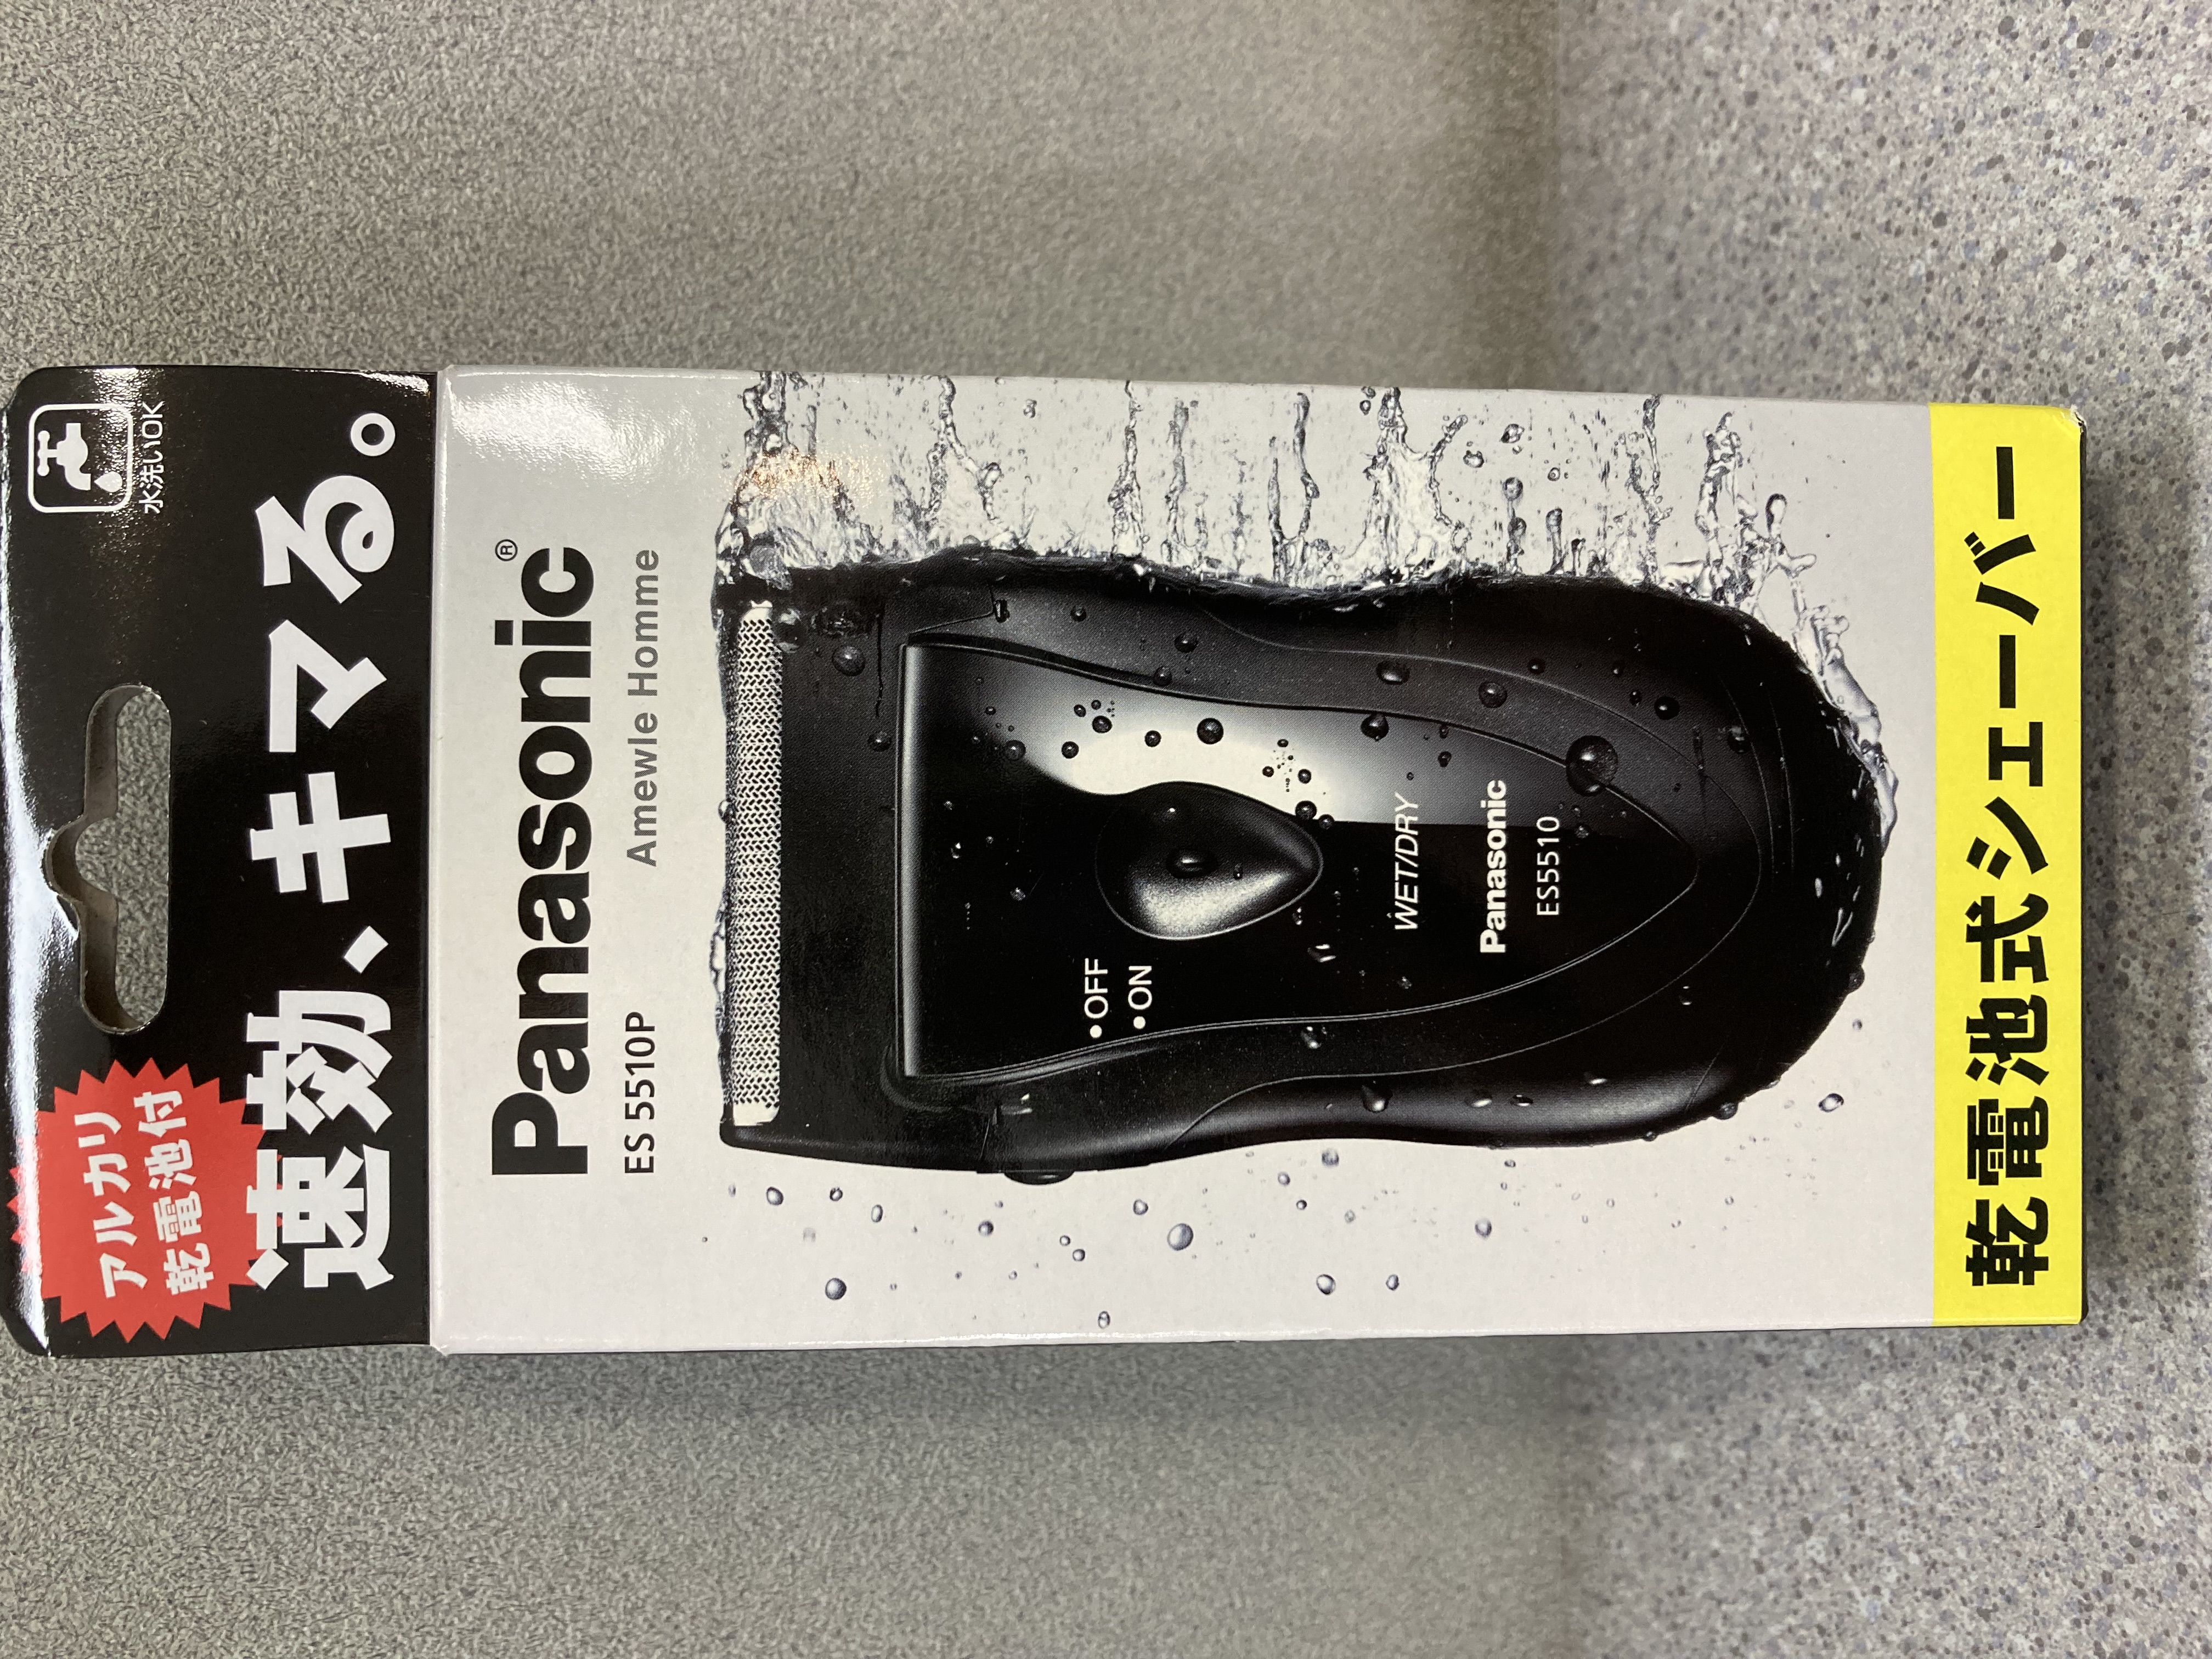 アルカリ
乾電池付
水洗いOK
速効、キマる。
Panasonic®
ES 5510P Amewle Homme
•OFF
•ON
WET/DRY
Panasonic
ES5510
乾電池式シェーバー